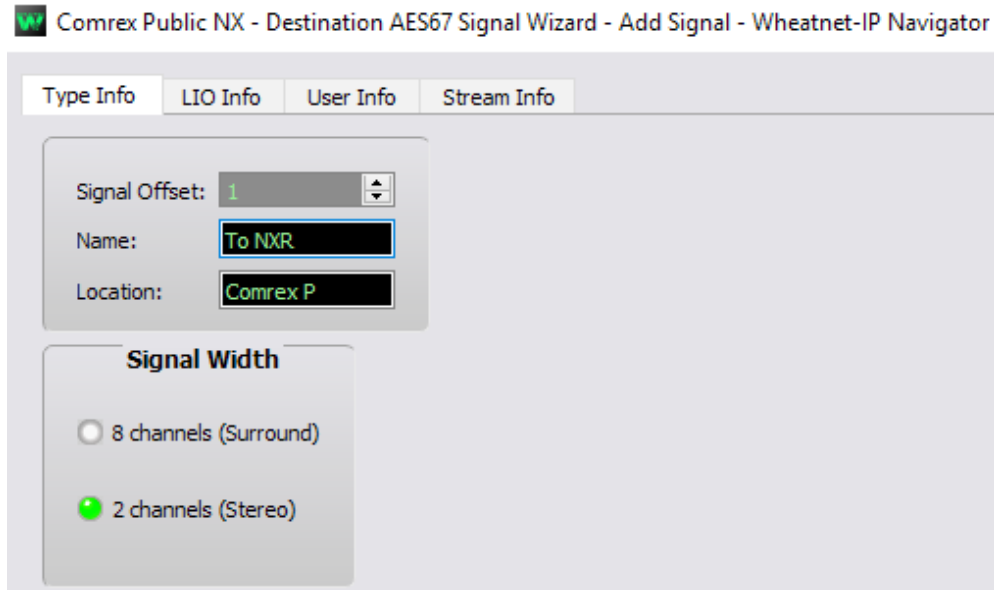 Comrex Public NX - Destination AES67 Signal Wizard - Add Signal - Wheatnet-IP Navigator
Type Info LIO Info User Info Stream Info
Signal Offset: 1
Name: To NXR
Location: Comrex P
Signal Width
8 channels (Surround)
2 channels (Stereo)